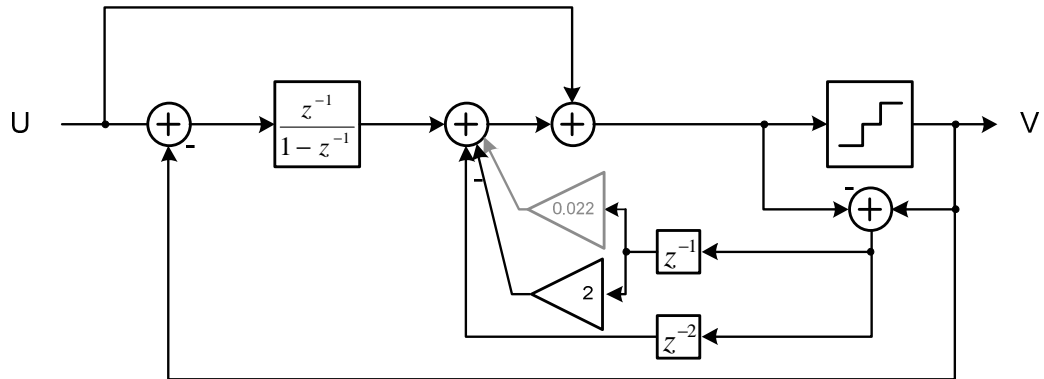 U
V
+
-
z^{-1}
1 - z^{-1}
+
+
-
-
+
0.022
2
z^{-1}
z^{-2}